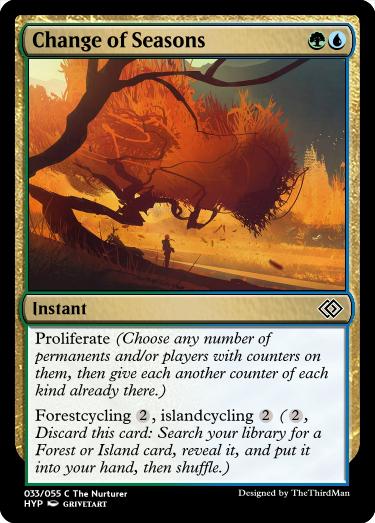 Change of Seasons
Instant
Proliferate (Choose any number of
permanents and/or players with counters on
them, then give each another counter of each
kind already there.)
Forestcycling 2, islandcycling 2 (2,
Discard this card: Search your library for a
Forest or Island card, reveal it, and put it
into your hand, then shuffle.)
033/055 C The Nurturer
Designed by TheThirdMan
HYP GRIVETART